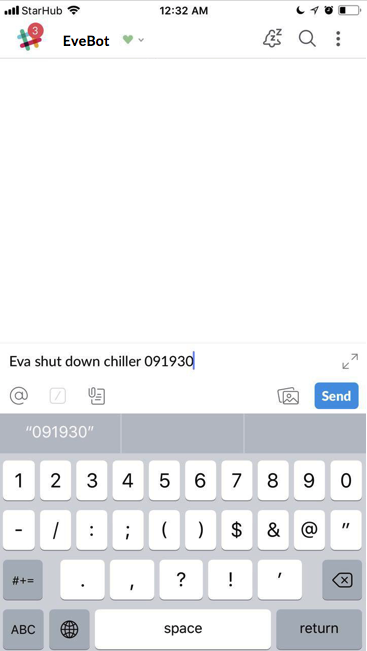 StarHub 12:32 AM
3
EveBot
zzZ
Eva shut down chiller 091930
@ / Send
“091930”
1 2 3 4 5 6 7 8 9 0
- / : ; ( ) $ & @ ”
#+= . , ? ! ’
ABC space return